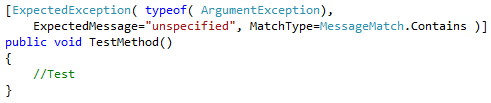 [ExpectedException( typeof( ArgumentException),
    ExpectedMessage="unspecified", MatchType=MessageMatch.Contains )]
public void TestMethod()
{
    //Test
}